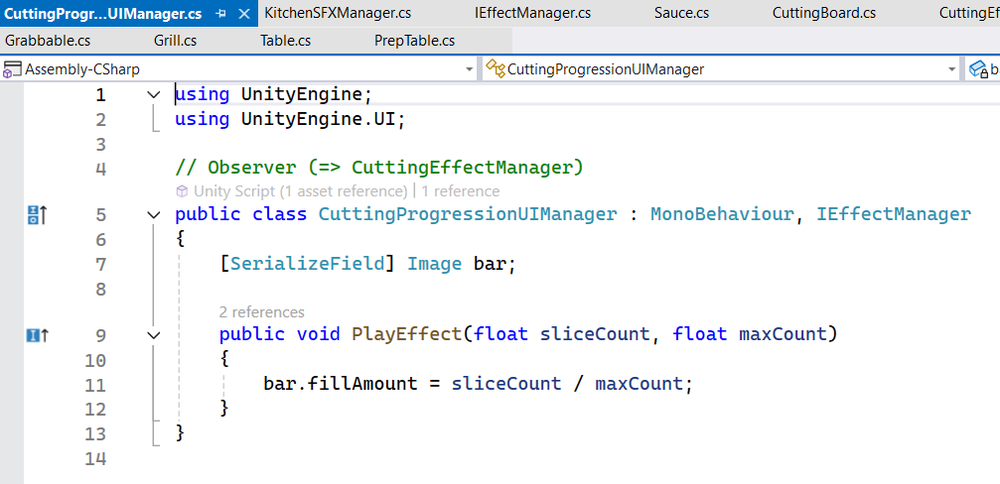 CuttingProgr...UIManager.cs KitchenSFXManager.cs IEffectManager.cs Sauce.cs CuttingBoard.cs CuttingEf
Grabbable.cs Grill.cs Table.cs PrepTable.cs
Assembly-CSharp CuttingProgressionUIManager b
1 using UnityEngine;
2 using UnityEngine.UI;
3
4 // Observer (=> CuttingEffectManager)
Unity Script (1 asset reference) | 1 reference
5 public class CuttingProgressionUIManager : MonoBehaviour, IEffectManager
6 {
7 [SerializeField] Image bar;
8
2 references
9 public void PlayEffect(float sliceCount, float maxCount)
10 {
11 bar.fillAmount = sliceCount / maxCount;
12 }
13 }
14